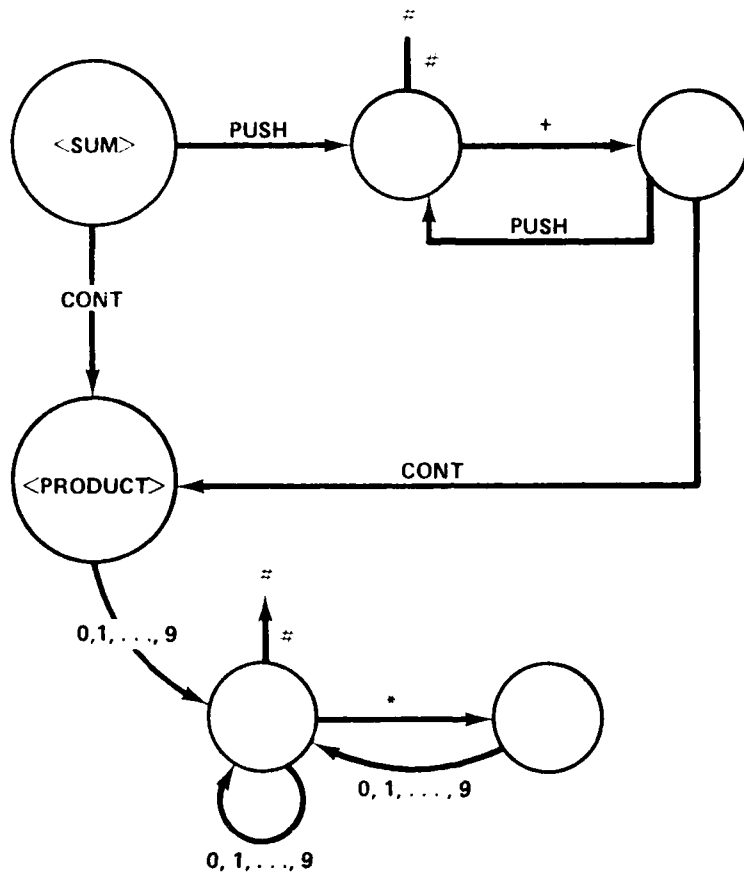 #
#
<SUM>
PUSH
+
PUSH
CONT
<PRODUCT>
CONT
#
0,1,...,9
#
*
0, 1, ..., 9
0, 1, ..., 9